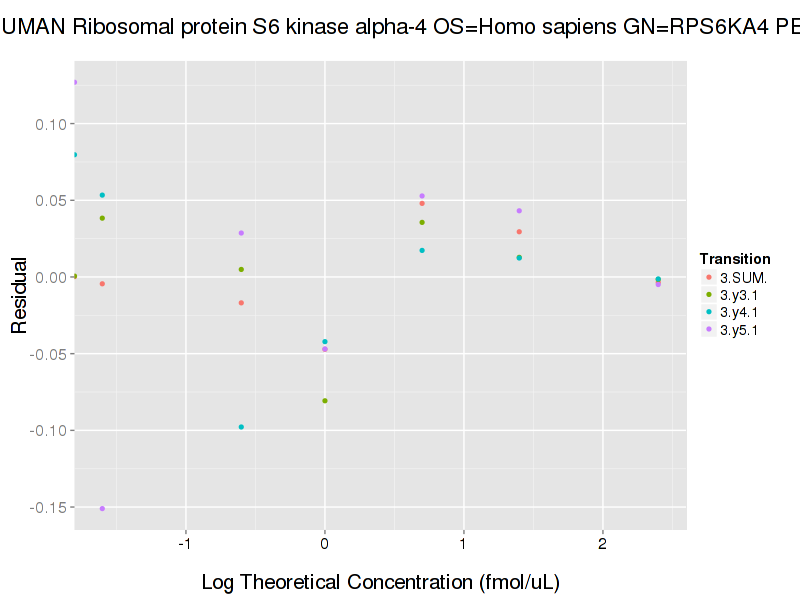 UMAN Ribosomal protein S6 kinase alpha-4 OS=Homo sapiens GN=RPS6KA4 PE
0.10
0.05
0.00
-0.05
-0.10
-0.15
Residual
-1
0
1
2
Log Theoretical Concentration (fmol/uL)
Transition
3.SUM.
3.y3.1
3.y4.1
3.y5.1